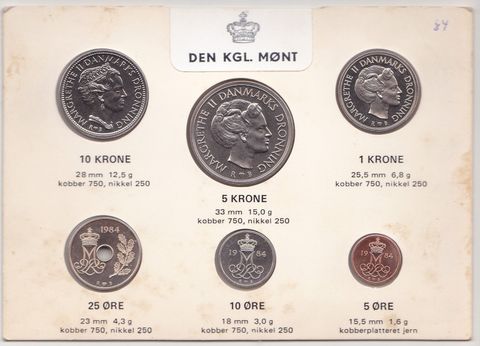 DEN KGL. MØNT
84
MARGRETHE II DANMARKS DRONNING
R B
10 KRONE
28 mm 12,5 g
kobber 750, nikkel 250
MARGRETHE II DANMARKS DRONNING
R B
5 KRONE
33 mm 15,0 g
kobber 750, nikkel 250
MARGRETHE II DANMARKS DRONNING
R B
1 KRONE
25,5 mm 6,8 g
kobber 750, nikkel 250
1984
R B
25 ØRE
23 mm 4,3 g
kobber 750, nikkel 250
19 84
R B
10 ØRE
18 mm 3,0 g
kobber 750, nikkel 250
19 84
R B
5 ØRE
15,5 mm 1,6 g
kobberplatteret jern